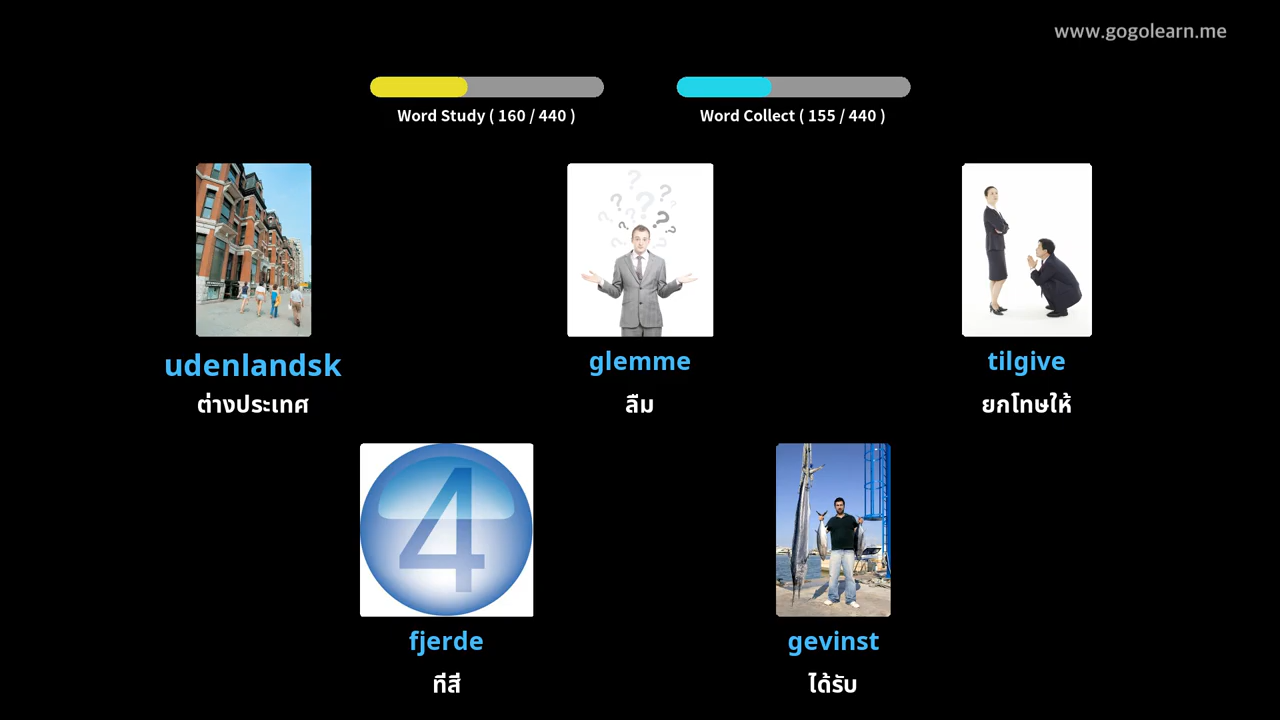 www.gogolearn.me
Word Study ( 160 / 440 )
Word Collect ( 155 / 440 )
udenlandsk
ต่างประเทศ
glemme
ลืม
tilgive
ยกโทษให้
4
fjerde
ที่สี่
gevinst
ได้รับ